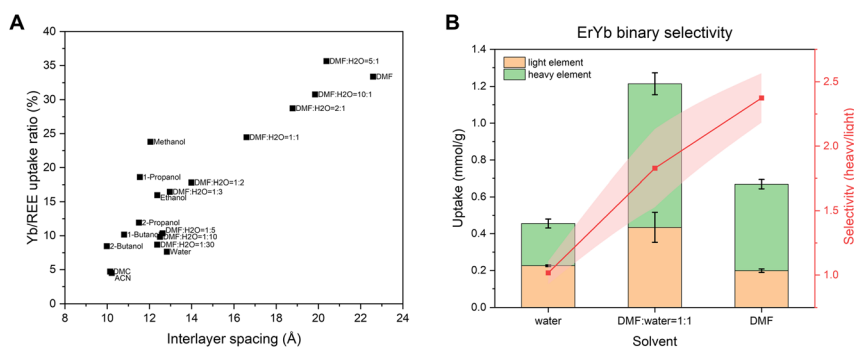 A
Yb/REE uptake ratio (%)
40
35
30
25
20
15
10
5
0
DMF:H2O=5:1
DMF
DMF:H2O=10:1
DMF:H2O=2:1
DMF:H2O=1:1
Methanol
1-Propanol
DMF:H2O=1:2
DMF:H2O=1:3
Ethanol
2-Propanol
DMF:H2O=1:5
1-Butanol
DMF:H2O=1:10
2-Butanol
DMF:H2O=1:30
Water
DMC
ACN
8 10 12 14 16 18 20 22 24
Interlayer spacing (Å)
B
ErYb binary selectivity
light element
heavy element
Uptake (mmol/g)
1.4
1.2
1.0
0.8
0.6
0.4
0.2
0.0
2.5
2.0
1.5
1.0
Selectivity (heavy/light)
water DMF:water=1:1 DMF
Solvent